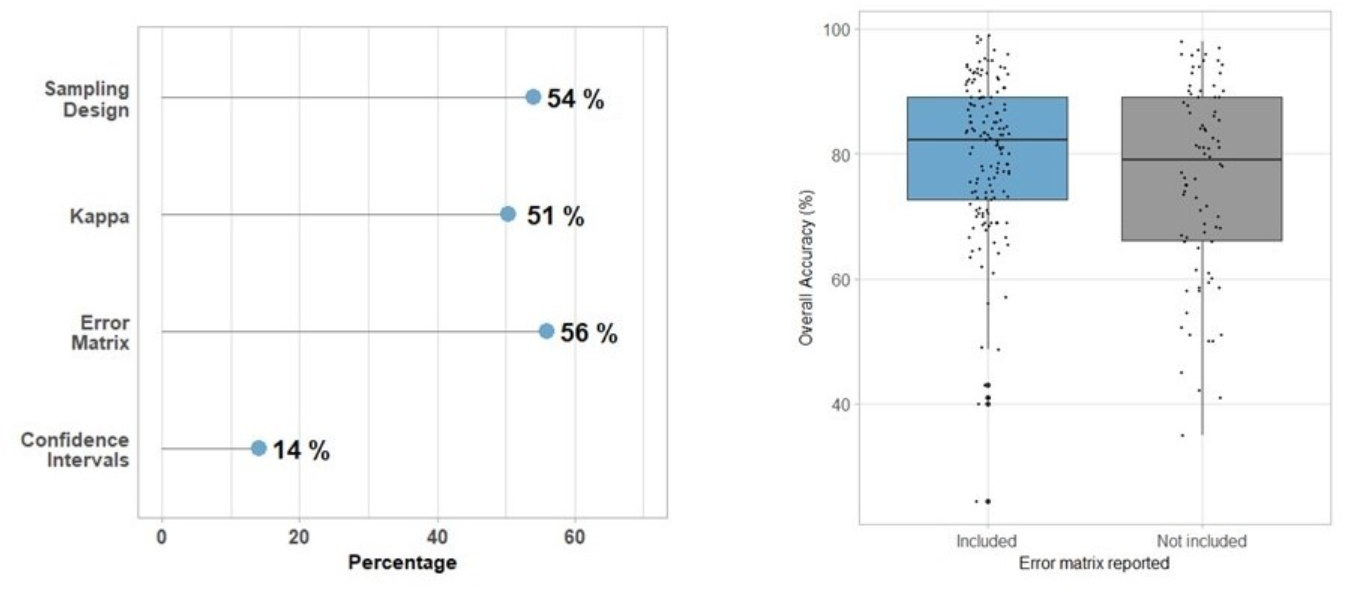 Sampling
Design
54 %
Kappa
51 %
Error
Matrix
56 %
Confidence
Intervals
14 %
0 20 40 60
Percentage
100
80
60
40
Overall Accuracy (%)
Included Not included
Error matrix reported